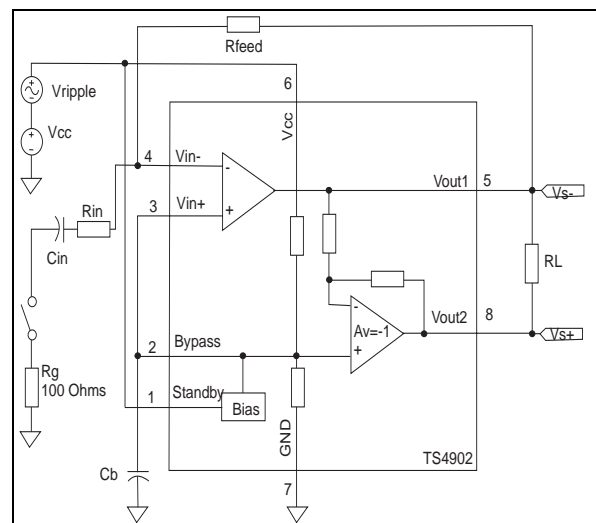 Rfeed
6
Vripple
Vcc
Vcc
4
Vin-
-
Vout1
5
Vs-
3
Vin+
+
Rin
Cin
RL
-
Av=-1
+
Vout2
8
Vs+
2
Bypass
Rg
100 Ohms
1
Standby
Bias
GND
TS4902
Cb
7